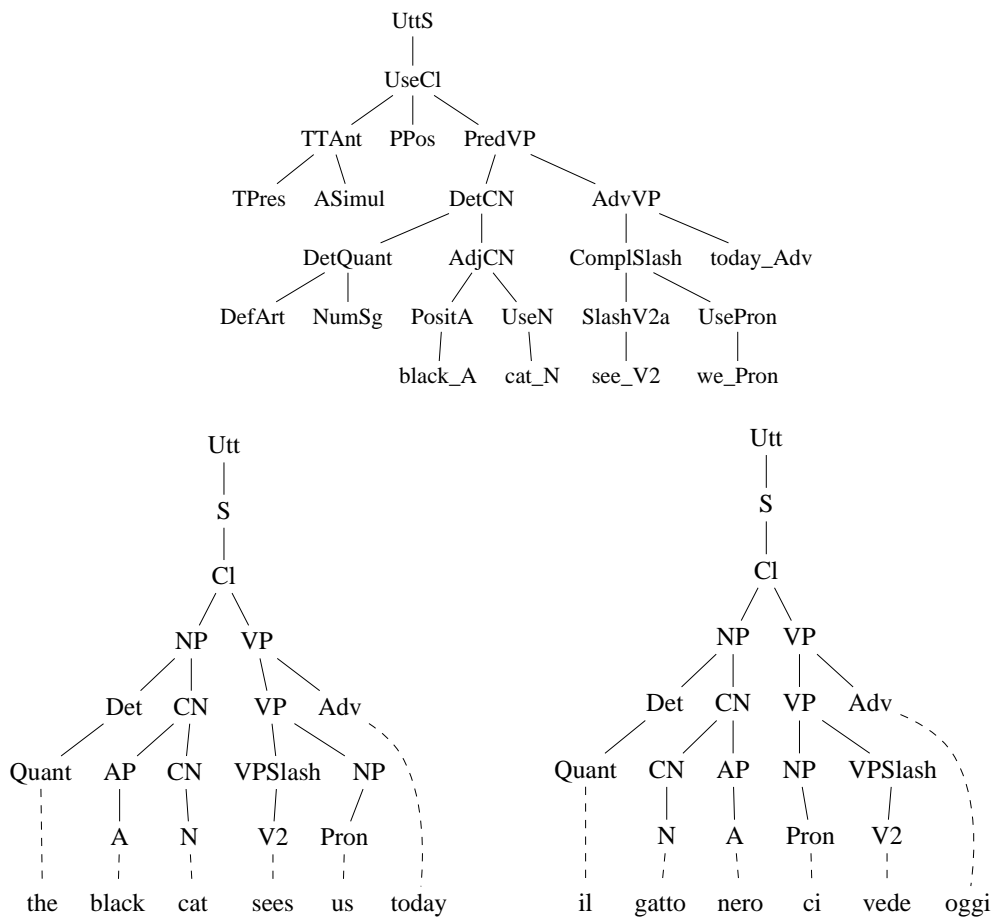 UttS
UseCl
TTAnt PPos PredVP
TPres ASimul DetCN AdvVP
DetQuant AdjCN ComplSlash today_Adv
DefArt NumSg PositA UseN SlashV2a UsePron
black_A cat_N see_V2 we_Pron
Utt
S
Cl
NP VP
Det CN VP Adv
Quant AP CN VPSlash NP
A N V2 Pron
the black cat sees us today
Utt
S
Cl
NP VP
Det CN VP Adv
Quant CN AP NP VPSlash
N A Pron V2
il gatto nero ci vede oggi